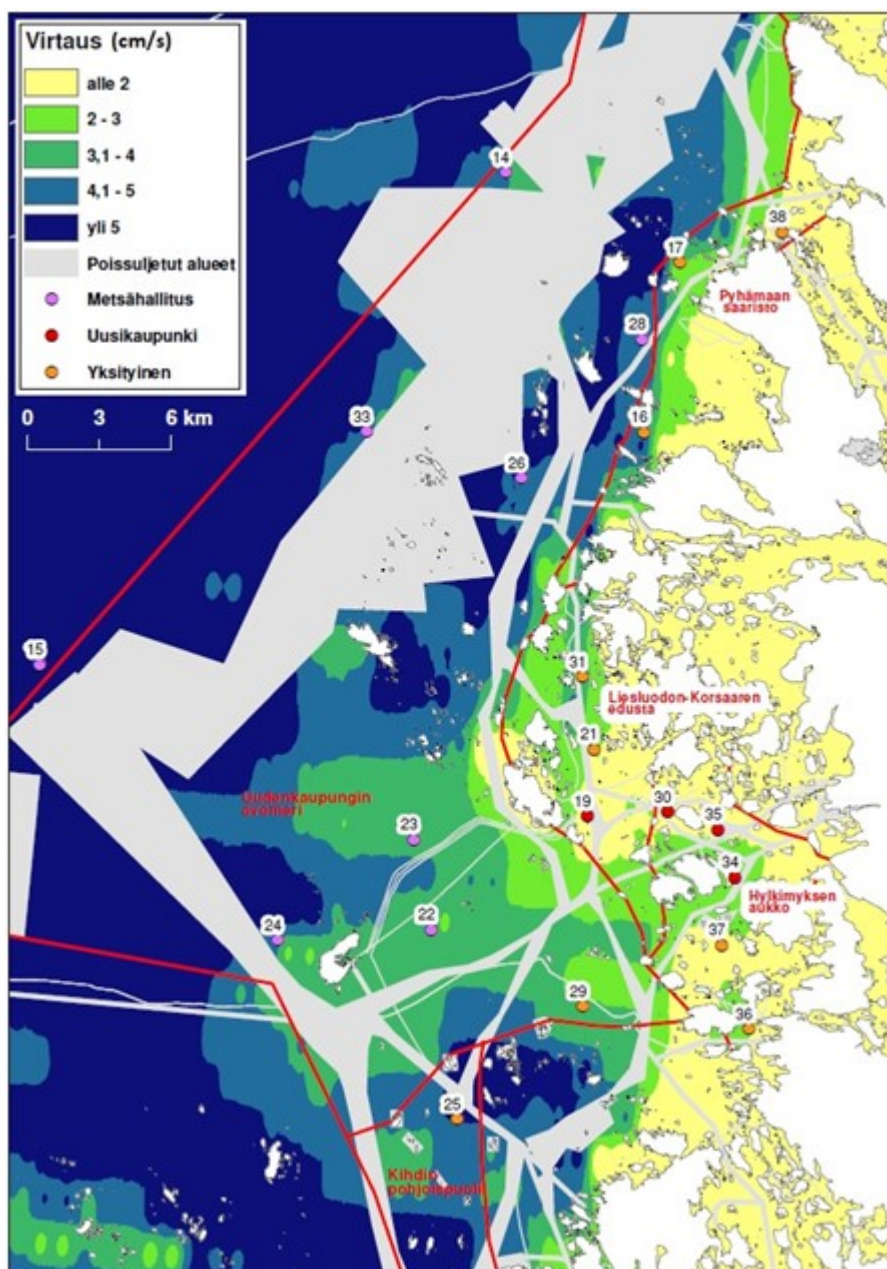 Virtaus (cm/s)
alle 2
2 - 3
3,1 - 4
4,1 - 5
yli 5
Poissuljetut alueet
Metsähallitus
Uusikaupunki
Yksityinen
0 3 6 km
14
38
17
Pyhämaan
saaristo
28
33
16
26
15
31
Liesluodon-Korsaaren
edusta
21
19
30
35
Uudenkaupungin
avomeri
23
34
Hylkimyksen
aukko
24
22
37
29
36
25
Kihdin
pohjoispuoli